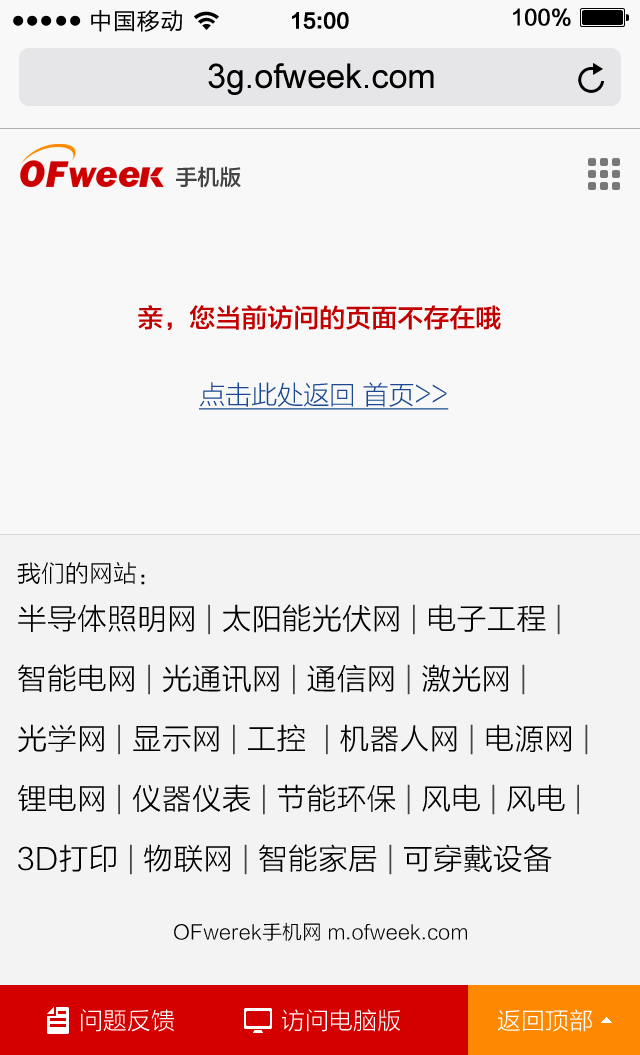 中国移动 15:00 100%
3g.ofweek.com
OFweek 手机版
亲，您当前访问的页面不存在哦
点击此处返回 首页>>
我们的网站：
半导体照明网 | 太阳能光伏网 | 电子工程 |
智能电网 | 光通讯网 | 通信网 | 激光网 |
光学网 | 显示网 | 工控 | 机器人网 | 电源网 |
锂电网 | 仪器仪表 | 节能环保 | 风电 | 风电 |
3D打印 | 物联网 | 智能家居 | 可穿戴设备
OFwerek手机网 m.ofweek.com
问题反馈 访问电脑版 返回顶部